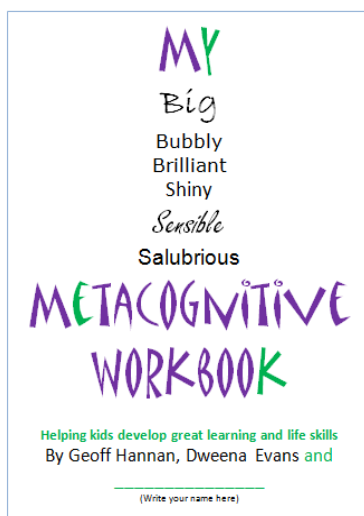 MY
Big
Bubbly
Brilliant
Shiny
Sensible
Salubrious
METACOGNITIVE
WORKBOOK
Helping kids develop great learning and life skills
By Geoff Hannan, Dweena Evans and
_______________
(Write your name here)